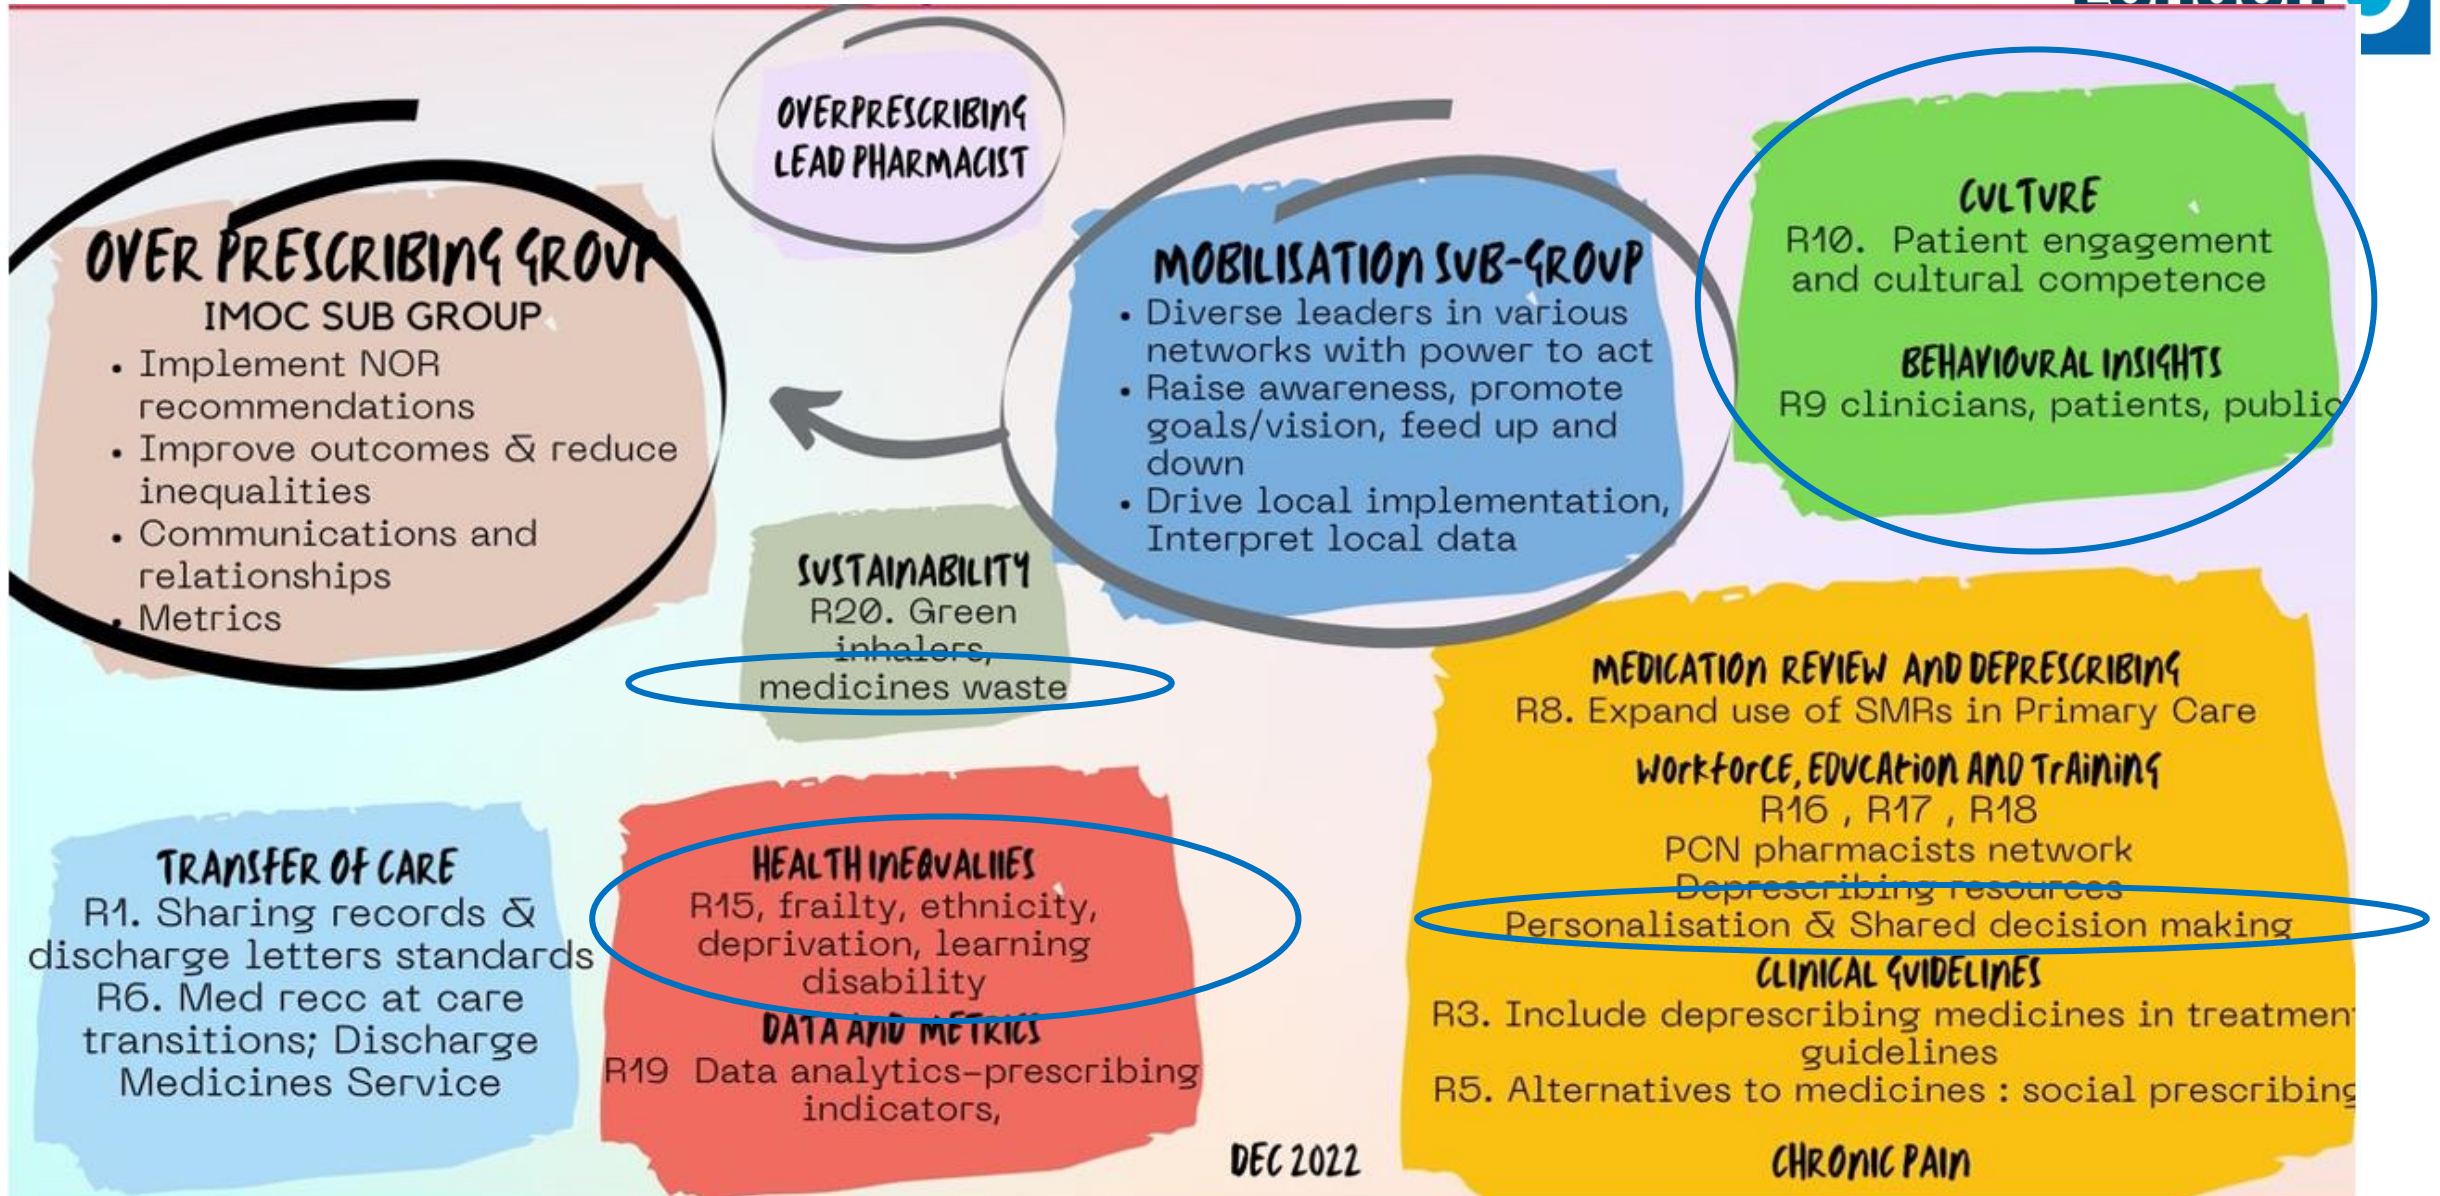 London
OVERPRESCRIBING
LEAD PHARMACIST
OVER PRESCRIBING GROUP
IMOC SUB GROUP
• Implement NOR
recommendations
• Improve outcomes & reduce
inequalities
• Communications and
relationships
• Metrics
MOBILISATION SUB-GROUP
• Diverse leaders in various
networks with power to act
• Raise awareness, promote
goals/vision, feed up and
down
• Drive local implementation,
Interpret local data
CULTURE
R10. Patient engagement
and cultural competence
BEHAVIOURAL INSIGHTS
R9 clinicians, patients, public
SUSTAINABILITY
R20. Green
inhalers,
medicines waste
MEDICATION REVIEW AND DEPRESCRIBING
R8. Expand use of SMRs in Primary Care
WORKFORCE, EDUCATION AND TRAINING
R16 , R17 , R18
PCN pharmacists network
Deprescribing resources
Personalisation & Shared decision making
CLINICAL GUIDELINES
R3. Include deprescribing medicines in treatmen
guidelines
R5. Alternatives to medicines : social prescribing
CHRONIC PAIN
TRANSFER OF CARE
R1. Sharing records &
discharge letters standards
R6. Med recc at care
transitions; Discharge
Medicines Service
HEALTH INEQUALIIES
R15, frailty, ethnicity,
deprivation, learning
disability
DATA AND METRICS
R19 Data analytics-prescribing
indicators,
DEC 2022